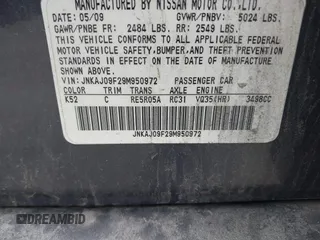 MANUFACTURED BY NISSAN MOTOR CO., LTD.
DATE: 05/09 GVWR/PNBV: 5024 LBS.
GAWR/PNBE FR: 2484 LBS. RR: 2549 LBS.
THIS VEHICLE CONFORMS TO ALL APPLICABLE FEDERAL
MOTOR VEHICLE SAFETY, BUMPER, AND THEFT PREVENTION
STANDARDS IN EFFECT ON THE DATE OF
MANUFACTURE SHOWN ABOVE.
VIN: JNKAJ09F29M950972 PASSENGER CAR
COLOR TRIM TRANS AXLE ENGINE
K52 C RE5R05A RC31 VQ35(HR) 3498CC
JNKAJ09F29M950972
DREAMBID
DREAMBID.COM